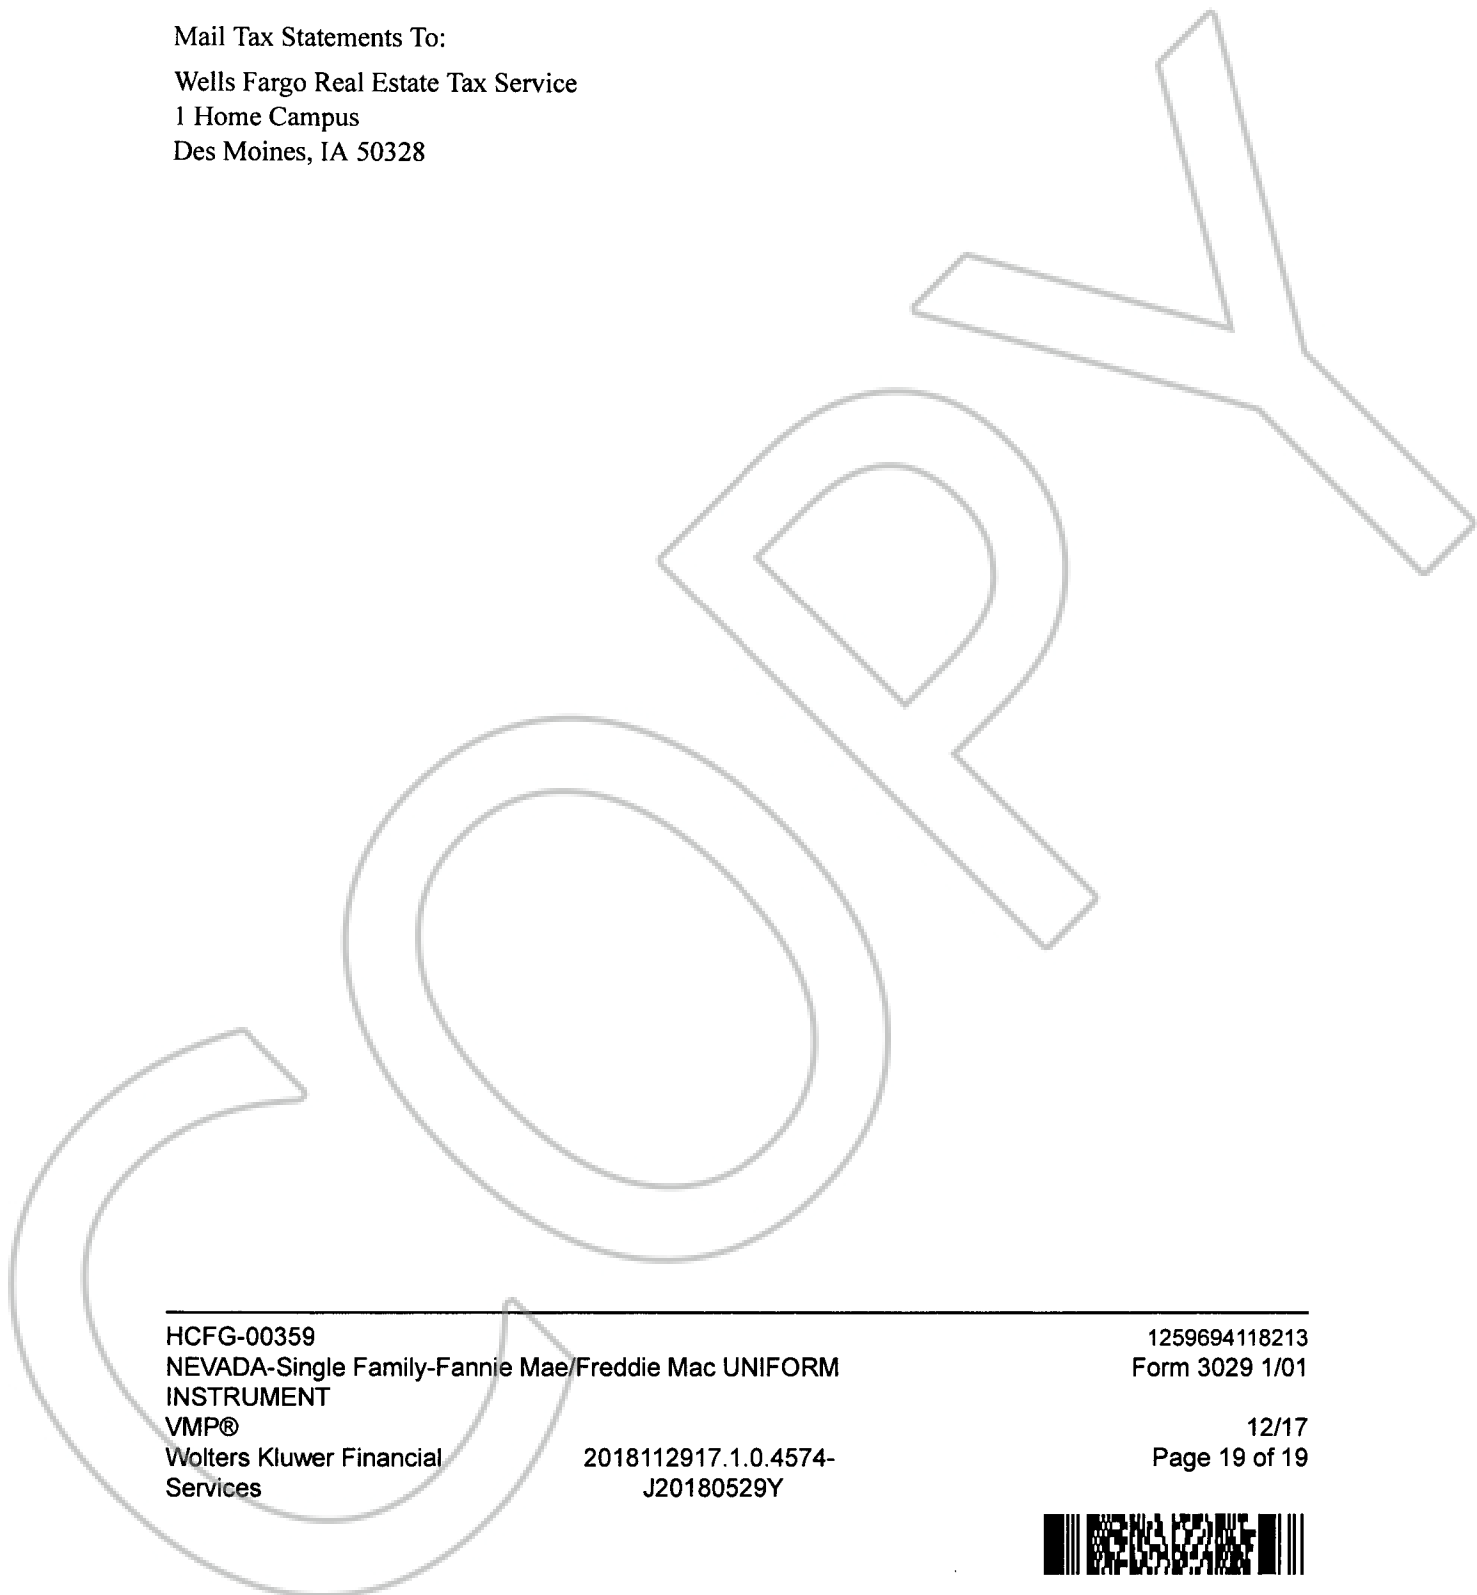 Mail Tax Statements To:
Wells Fargo Real Estate Tax Service
1 Home Campus
Des Moines, IA 50328
COPY
HCFG-00359 1259694118213
NEVADA-Single Family-Fannie Mae/Freddie Mac UNIFORM Form 3029 1/01
INSTRUMENT
VMP® 12/17
Wolters Kluwer Financial 2018112917.1.0.4574- Page 19 of 19
Services J20180529Y